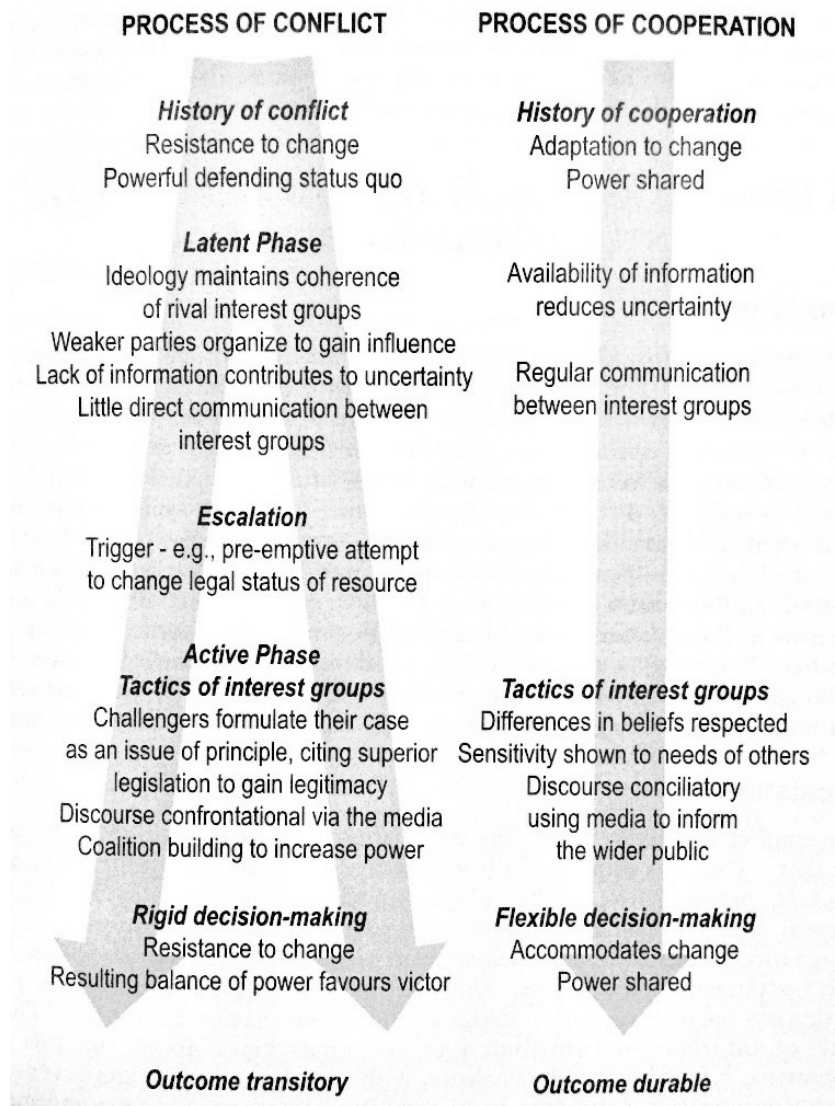 PROCESS OF CONFLICT
History of conflict
Resistance to change
Powerful defending status quo
Latent Phase
Ideology maintains coherence
of rival interest groups
Weaker parties organize to gain influence
Lack of information contributes to uncertainty
Little direct communication between
interest groups
Escalation
Trigger - e.g., pre-emptive attempt
to change legal status of resource
Active Phase
Tactics of interest groups
Challengers formulate their case
as an issue of principle, citing superior
legislation to gain legitimacy
Discourse confrontational via the media
Coalition building to increase power
Rigid decision-making
Resistance to change
Resulting balance of power favours victor
Outcome transitory
PROCESS OF COOPERATION
History of cooperation
Adaptation to change
Power shared
Availability of information
reduces uncertainty
Regular communication
between interest groups
Tactics of interest groups
Differences in beliefs respected
Sensitivity shown to needs of others
Discourse conciliatory
using media to inform
the wider public
Flexible decision-making
Accommodates change
Power shared
Outcome durable